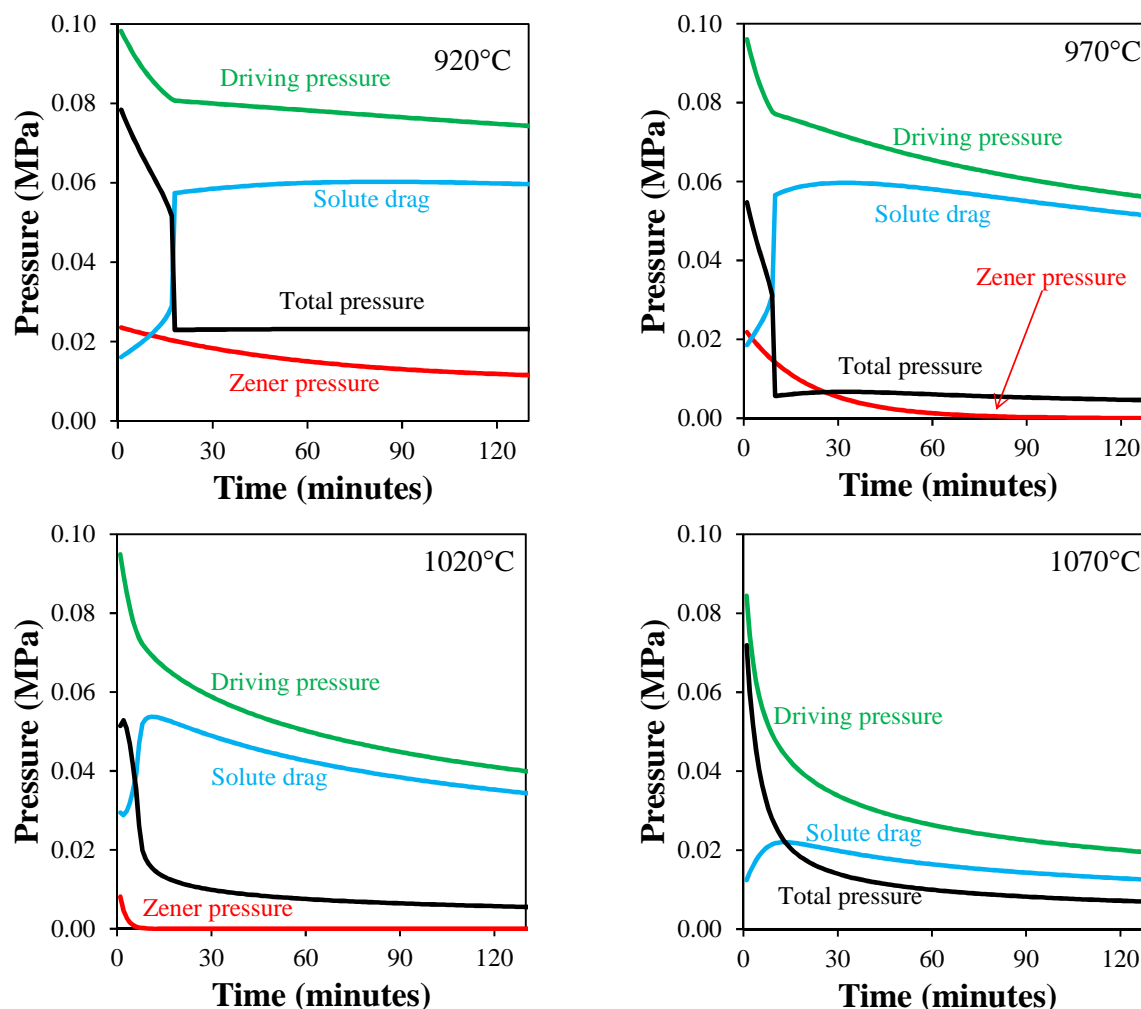 0.10
920°C
Driving pressure
0.08
0.06
Solute drag
0.04
Total pressure
0.02
Zener pressure
0.00
0
30
60
90
120
Pressure (MPa)
Time (minutes)
0.10
970°C
0.08
Driving pressure
0.06
Solute drag
0.04
Zener pressure
0.02
Total pressure
0.00
0
30
60
90
120
Pressure (MPa)
Time (minutes)
0.10
1020°C
0.08
Driving pressure
0.06
0.04
Solute drag
0.02
Zener pressure
0.00
0
30
60
90
120
Pressure (MPa)
Time (minutes)
0.10
1070°C
0.08
0.06
Driving pressure
0.04
Solute drag
0.02
Total pressure
0.00
0
30
60
90
120
Pressure (MPa)
Time (minutes)